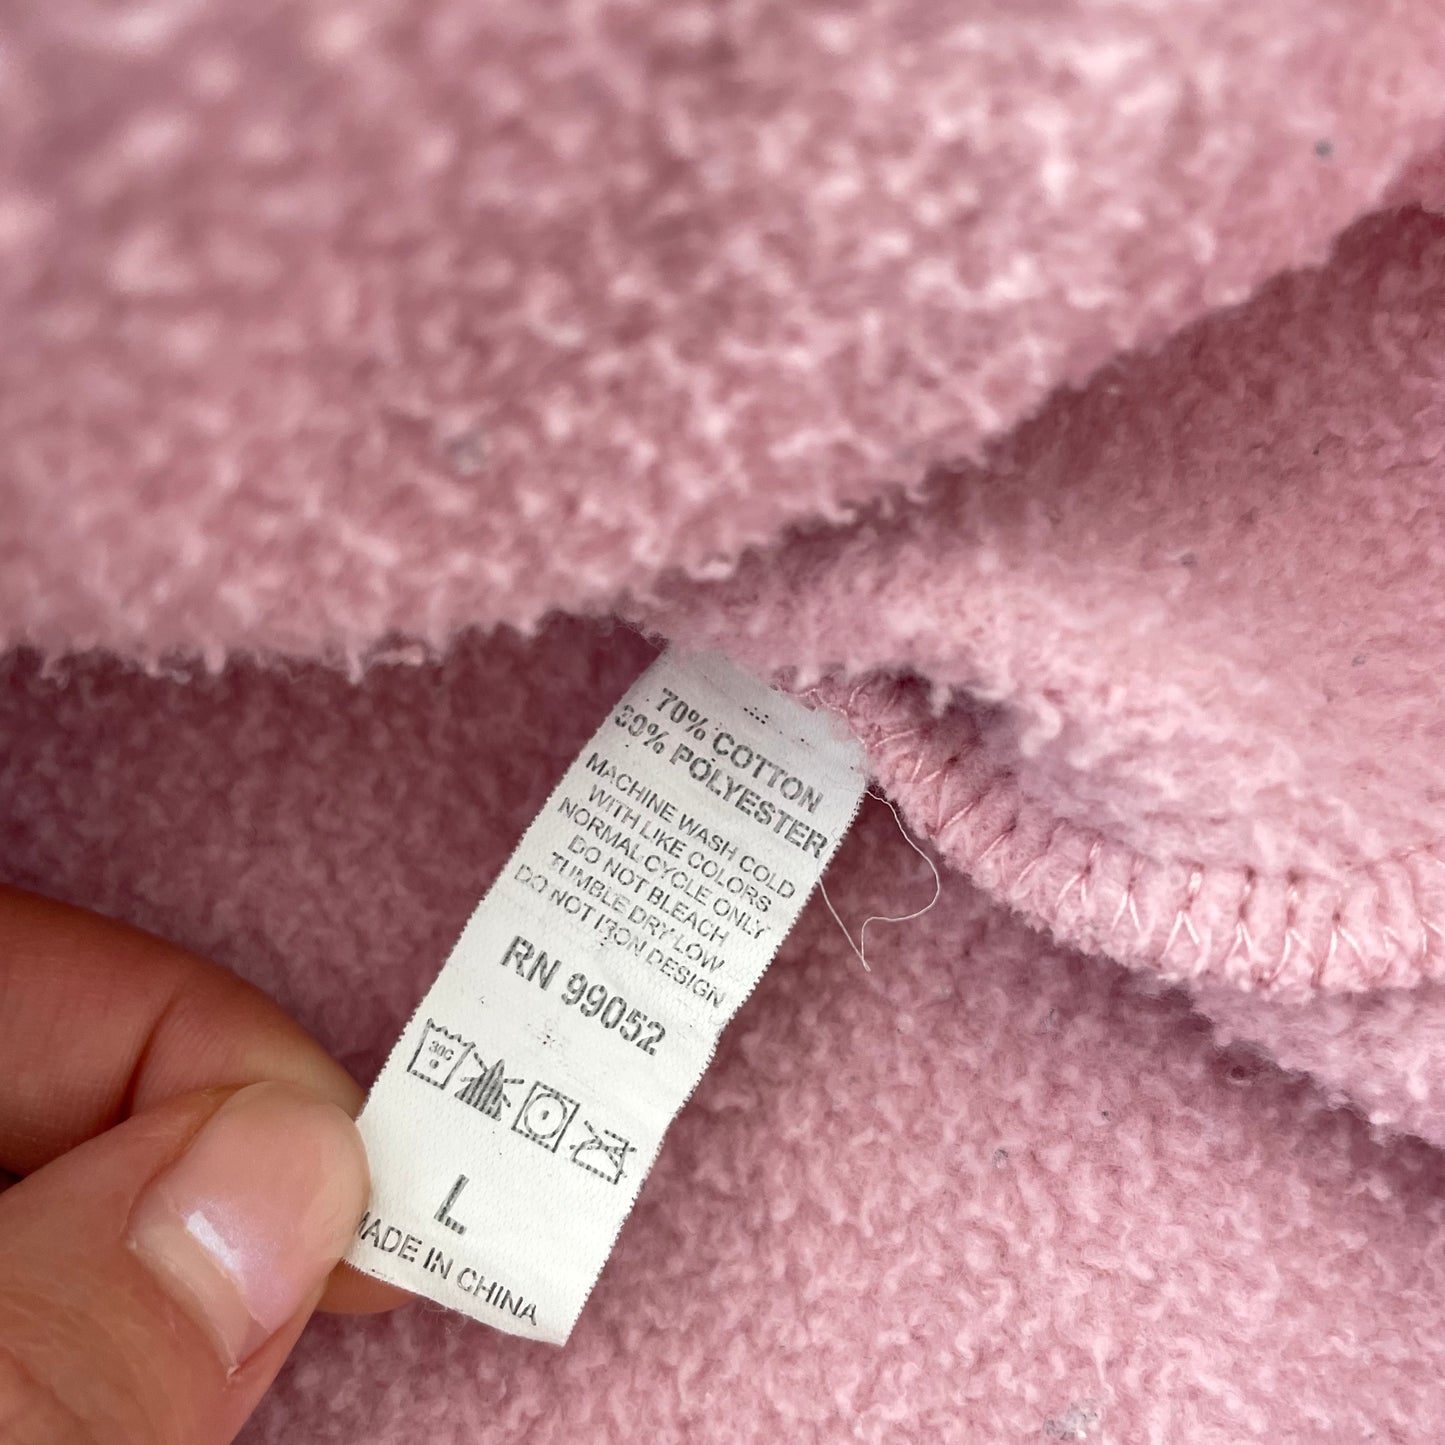 70% COTTON
30% POLYESTER
MACHINE WASH COLD
WITH LIKE COLORS
NORMAL CYCLE ONLY
DO NOT BLEACH
TUMBLE DRY LOW
DO NOT IRON DESIGN
RN 99052
30C
L
MADE IN CHINA